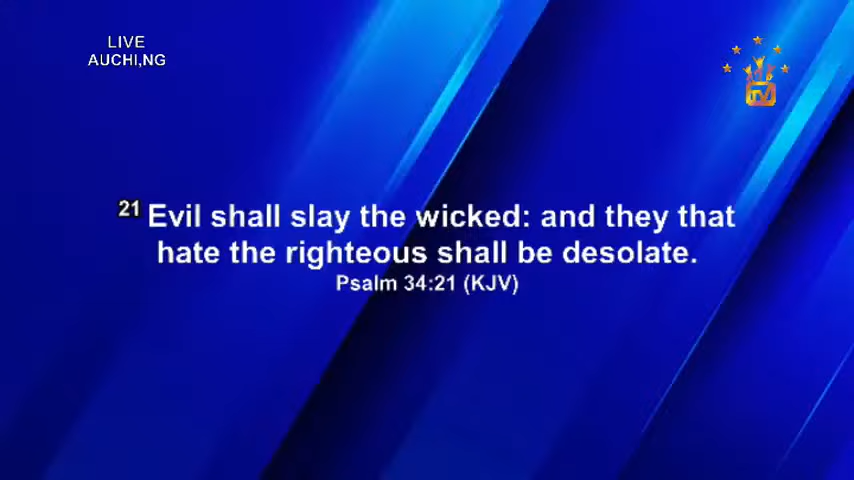 LIVE
AUCHI,NG
TV
21 Evil shall slay the wicked: and they that
hate the righteous shall be desolate.
Psalm 34:21 (KJV)